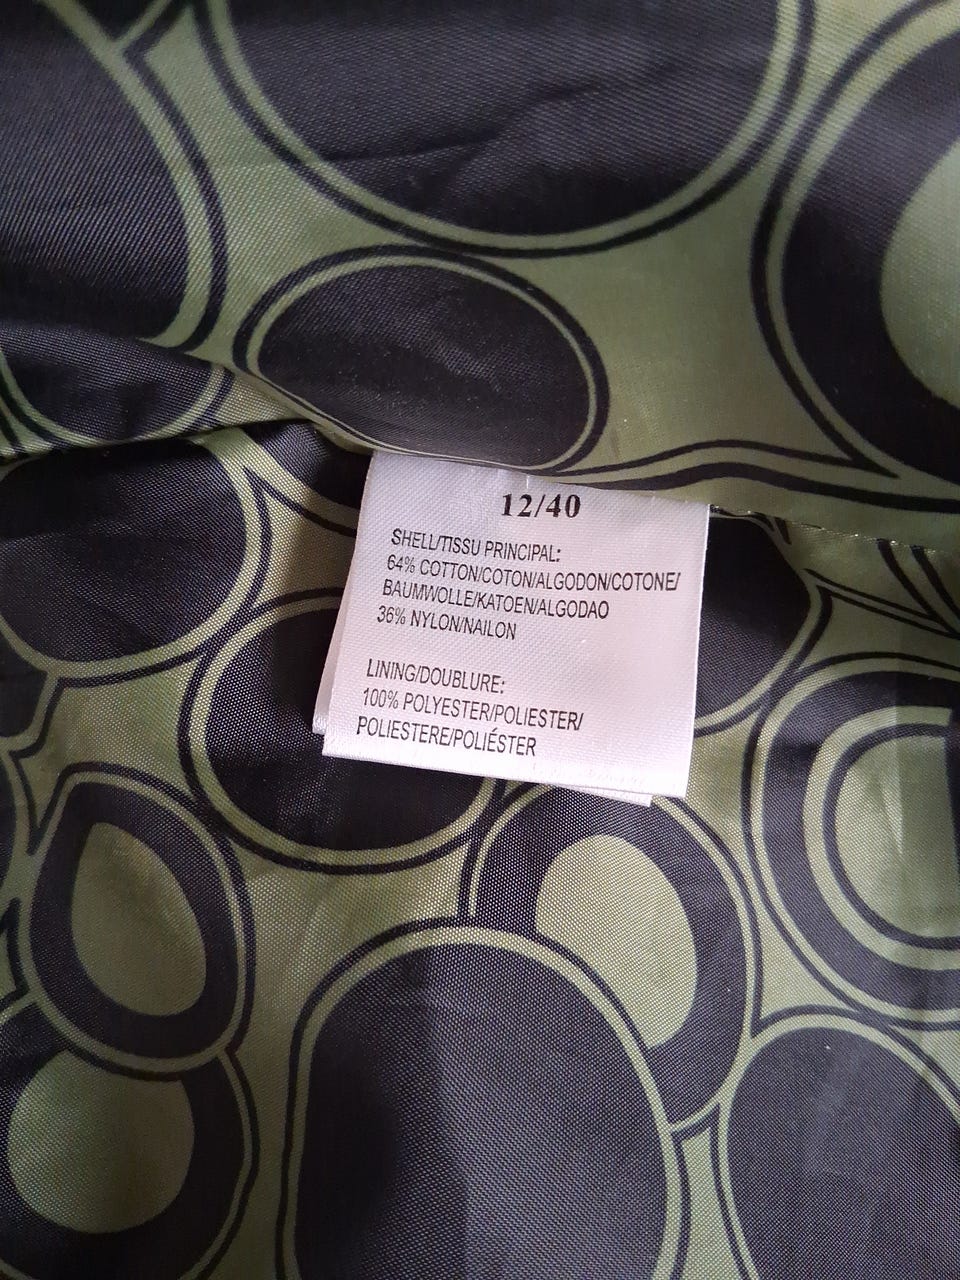 12/40
SHELL/TISSU PRINCIPAL:
64% COTTON/COTON/ALGODON/COTONE/
BAUMWOLLE/KATOEN/ALGODAO
36% NYLON/NAILON
LINING/DOUBLURE:
100% POLYESTER/POLIESTER/
POLIESTERE/POLIÉSTER